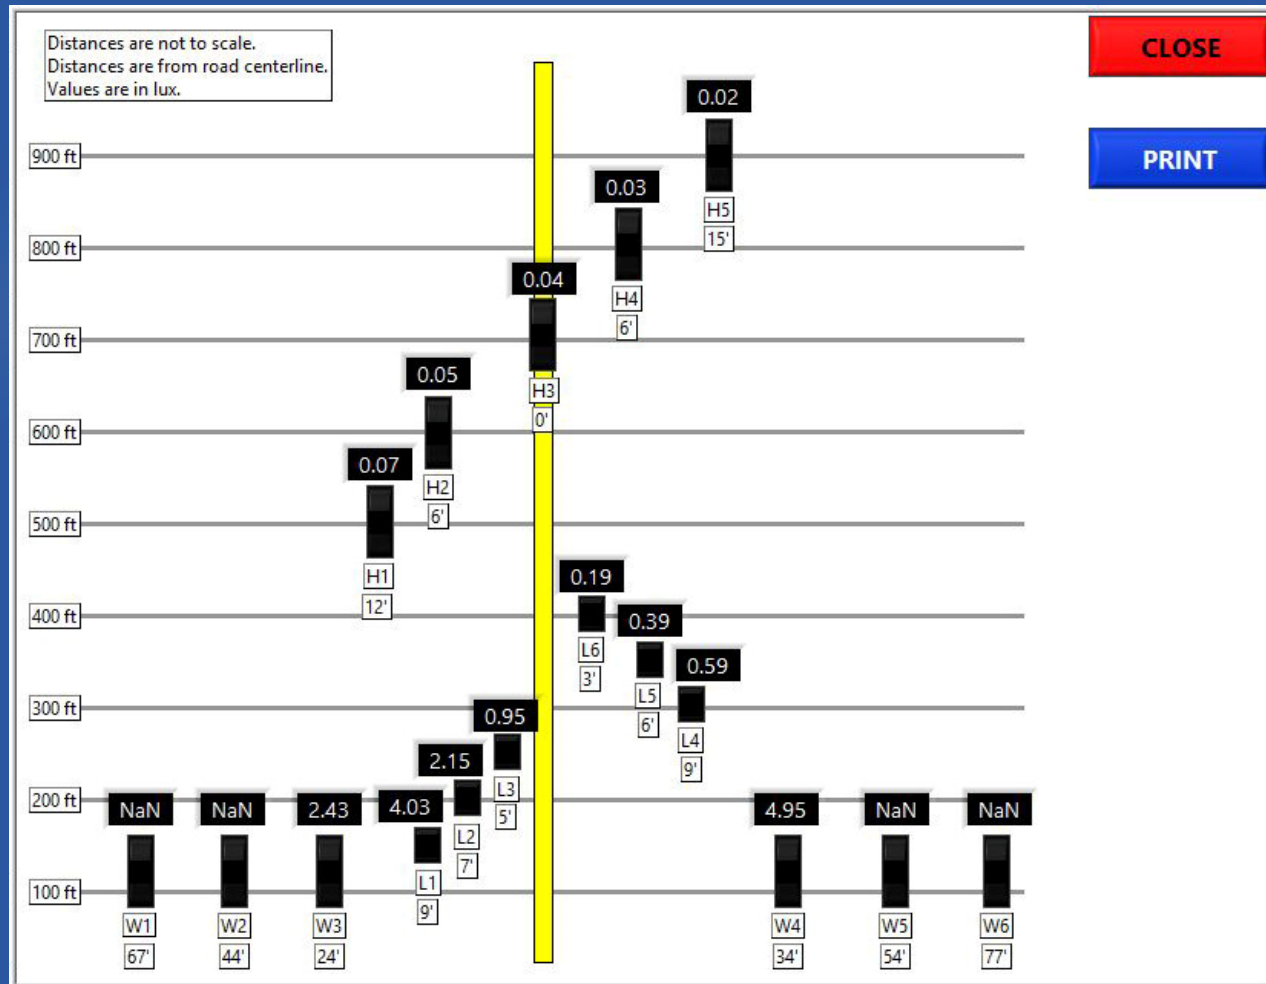 Distances are not to scale.
Distances are from road centerline.
Values are in lux.
CLOSE
PRINT
0.02
900 ft
H5
15'
0.03
800 ft
H4
6'
0.04
700 ft
H3
0'
0.05
600 ft
H2
6'
0.07
500 ft
H1
12'
0.19
400 ft
L6
3'
0.39
L5
6'
0.59
L4
9'
300 ft
0.95
L3
5'
2.15
L2
7'
200 ft
NaN
NaN
2.43
4.03
4.95
NaN
NaN
100 ft
L1
9'
W1
67'
W2
44'
W3
24'
W4
34'
W5
54'
W6
77'